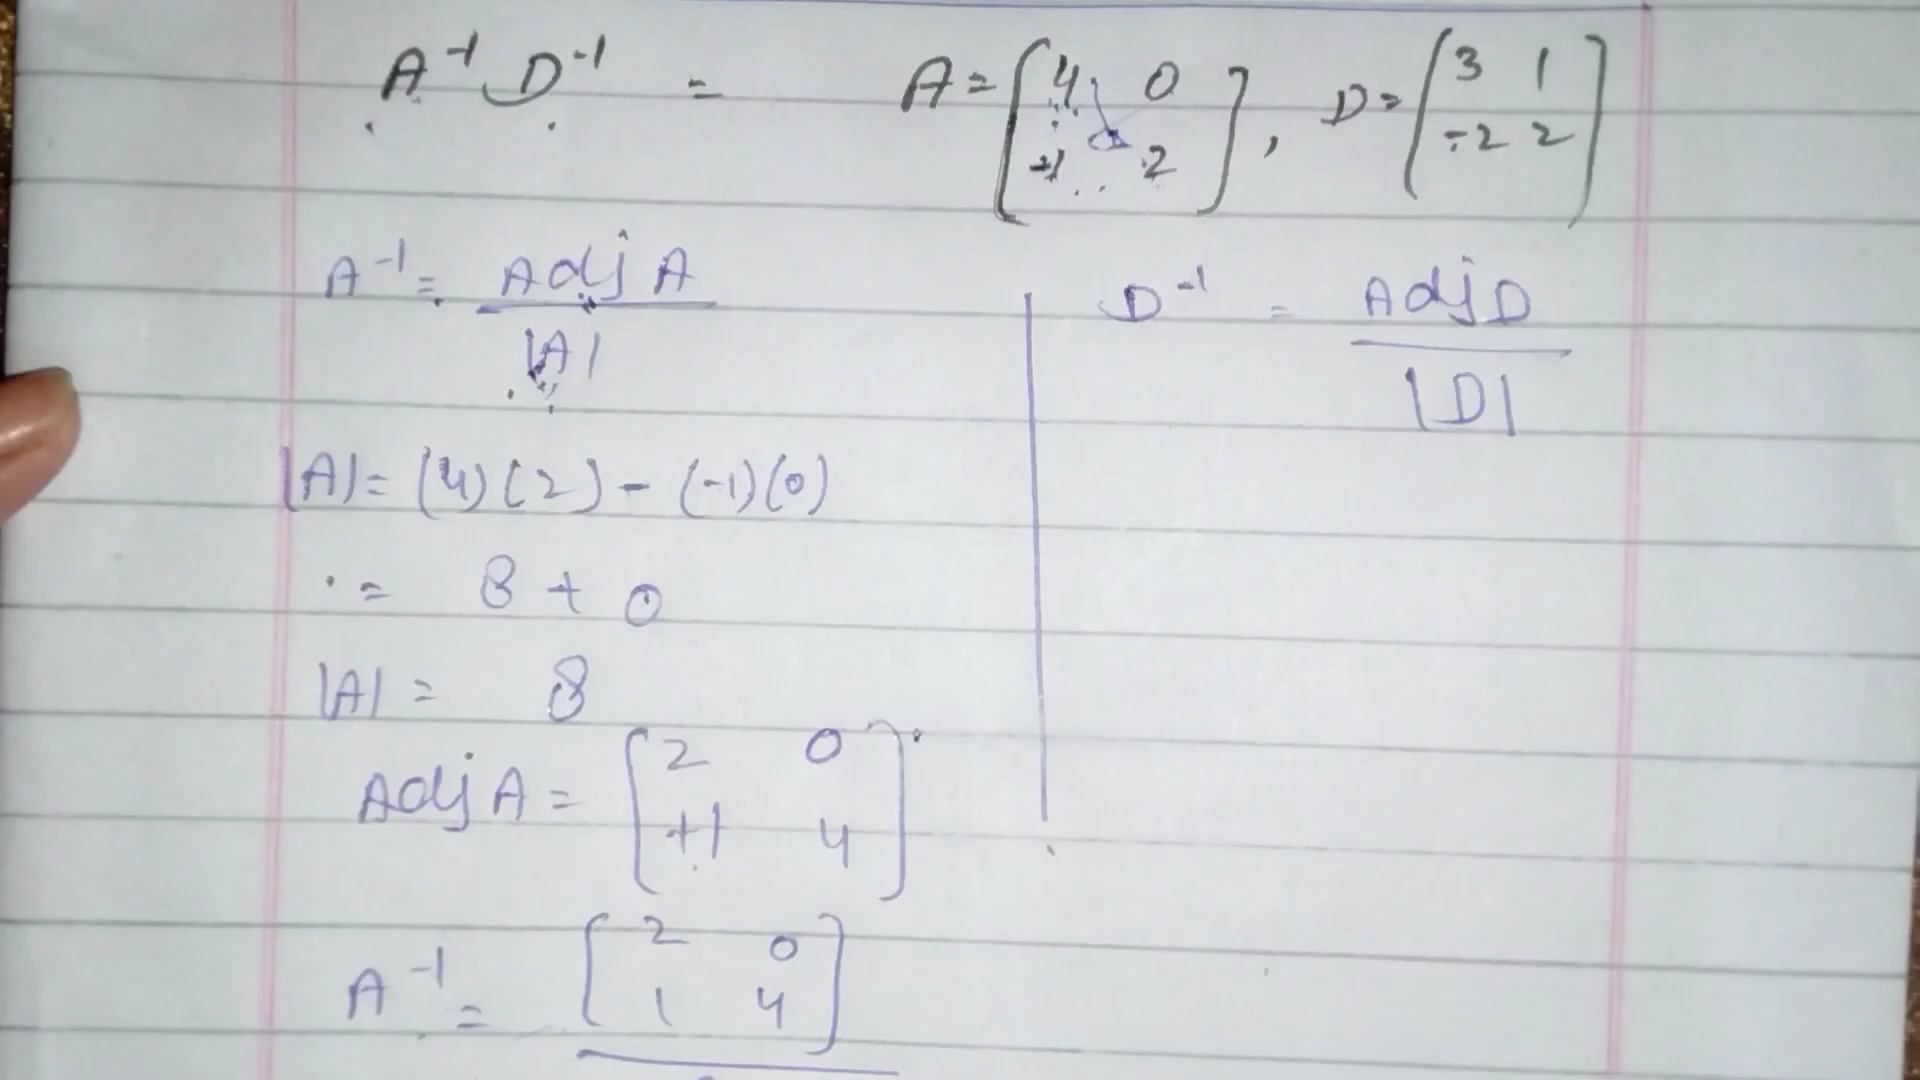 A⁻¹ D⁻¹ = A = [4 0
-1 2], D = [3 1
-2 2]
A⁻¹ = Adj A / |A|
D⁻¹ = Adj D / |D|
|A| = (4)(2) - (-1)(0)
= 8 + 0
|A| = 8
Adj A = [2 0
+1 4]
A⁻¹ = [2 0
1 4]